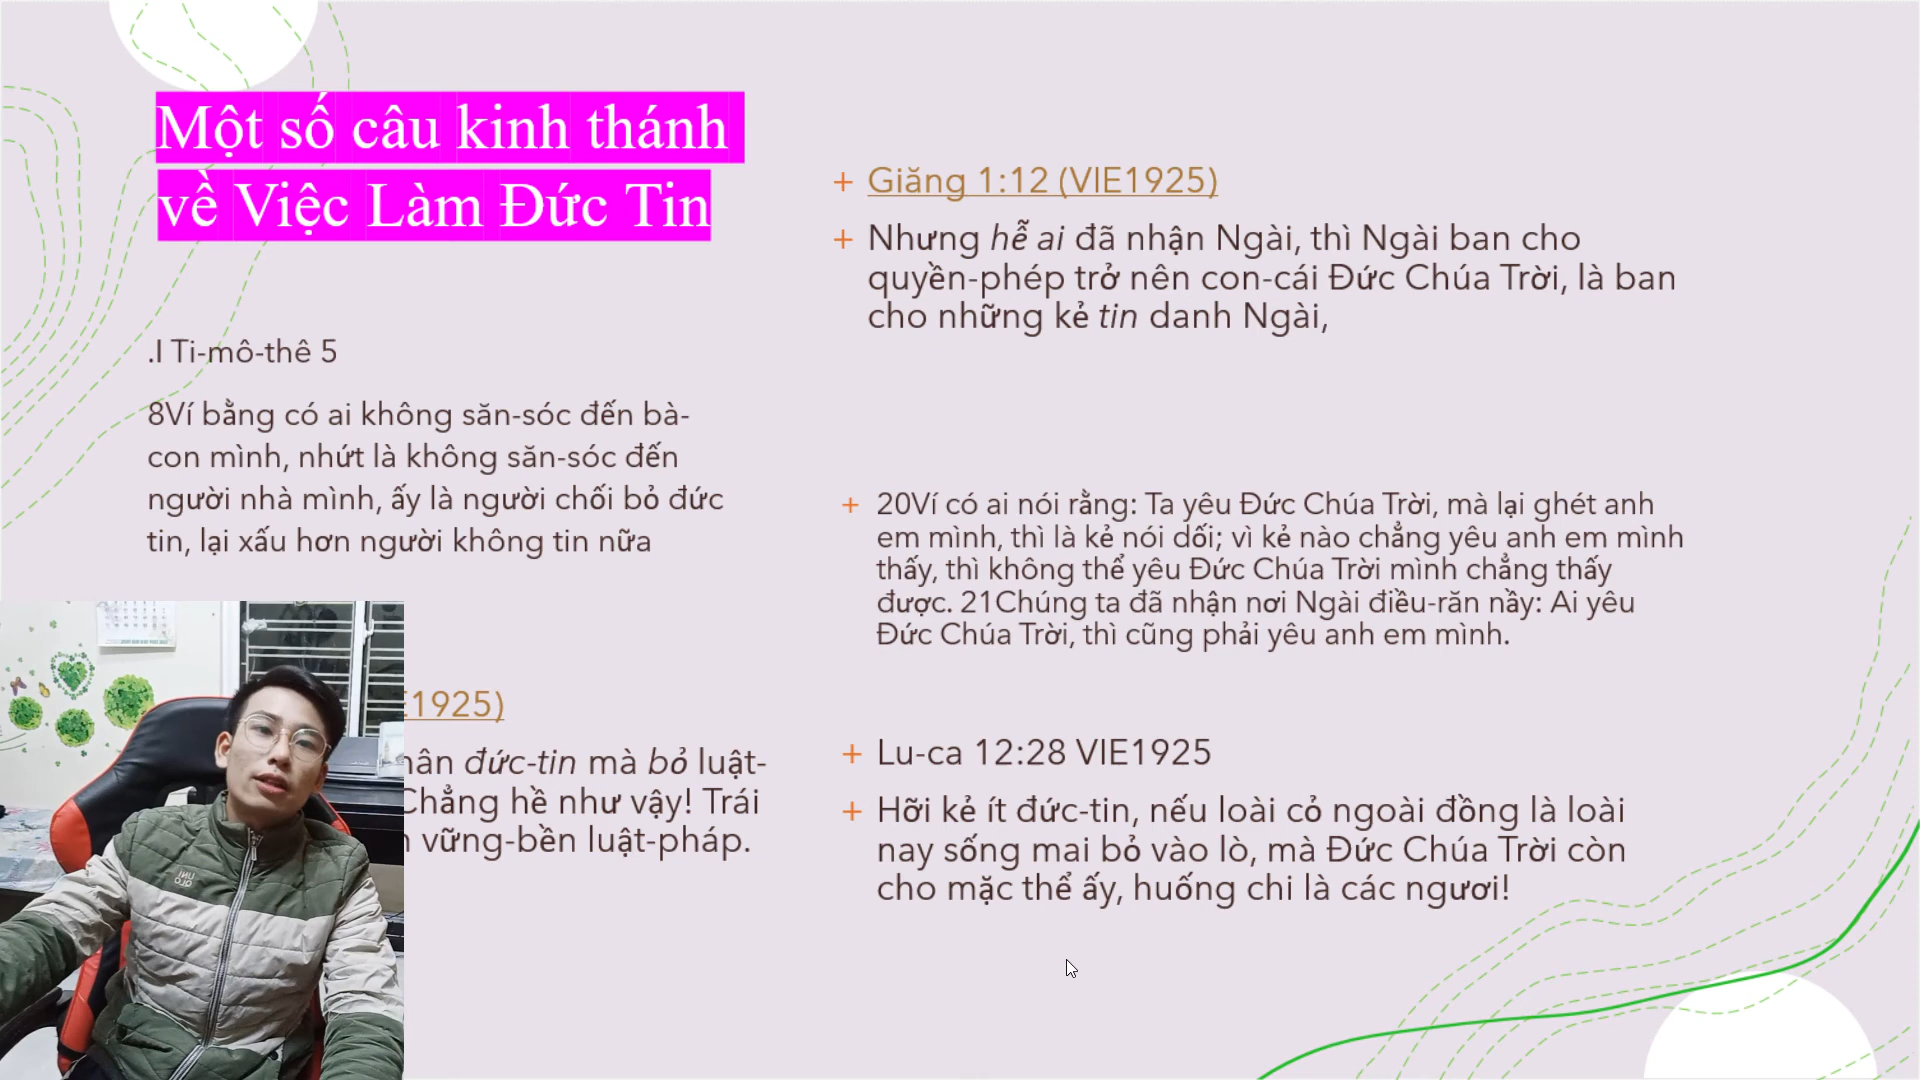 Một số câu kinh thánh
về Việc Làm Đức Tin
.I Ti-mô-thê 5
8Ví bằng có ai không săn-sóc đến bà-
con mình, nhứt là không săn-sóc đến
người nhà mình, ấy là người chối bỏ đức
tin, lại xấu hơn người không tin nữa
E1925)
đức-tin mà bỏ luật-
Chẳng hề như vậy! Trái
vững-bền luật-pháp.
+ Giăng 1:12 (VIE1925)
+ Nhưng hễ ai đã nhận Ngài, thì Ngài ban cho
quyền-phép trở nên con-cái Đức Chúa Trời, là ban
cho những kẻ tin danh Ngài,
+ 20Ví có ai nói rằng: Ta yêu Đức Chúa Trời, mà lại ghét anh
em mình, thì là kẻ nói dối; vì kẻ nào chẳng yêu anh em mình
thấy, thì không thể yêu Đức Chúa Trời mình chẳng thấy
được. 21Chúng ta đã nhận nơi Ngài điều-răn nầy: Ai yêu
Đức Chúa Trời, thì cũng phải yêu anh em mình.
+ Lu-ca 12:28 VIE1925
+ Hỡi kẻ ít đức-tin, nếu loài cỏ ngoài đồng là loài
nay sống mai bỏ vào lò, mà Đức Chúa Trời còn
cho mặc thể ấy, huống chi là các ngươi!